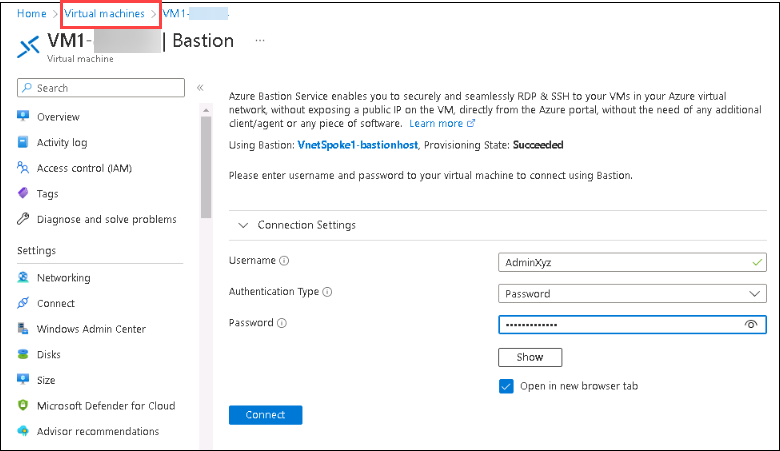 Home > Virtual machines > VM1-
VM1- | Bastion ...
Virtual machine
Search
«
Overview
Activity log
Access control (IAM)
Tags
Diagnose and solve problems
Settings
Networking
Connect
Windows Admin Center
Disks
Size
Microsoft Defender for Cloud
Advisor recommendations
Azure Bastion Service enables you to securely and seamlessly RDP & SSH to your VMs in your Azure virtual
network, without exposing a public IP on the VM, directly from the Azure portal, without the need of any additional
client/agent or any piece of software. Learn more
Using Bastion: VnetSpoke1-bastionhost, Provisioning State: Succeeded
Please enter username and password to your virtual machine to connect using Bastion.
Connection Settings
Username AdminXyz
Authentication Type Password
Password •••••••••••••
Show
Open in new browser tab
Connect